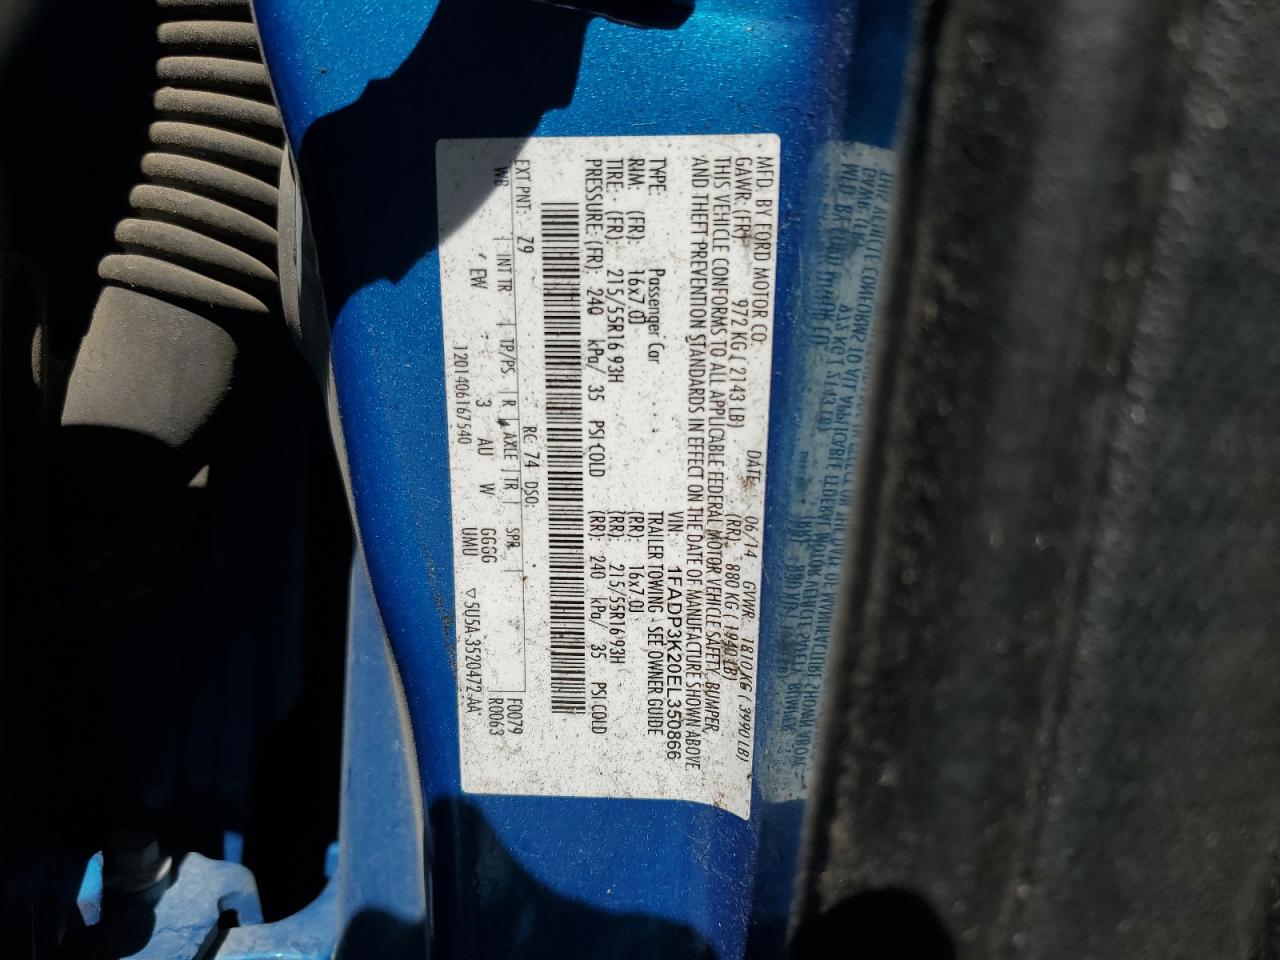 MFD. BY FORD MOTOR CO.
DATE: 06/14 GVWR: 1810 KG ( 3990 LB)
GAWR: (FR) 972 KG ( 2143 LB) (RR) 880 KG ( 1940 LB)
THIS VEHICLE CONFORMS TO ALL APPLICABLE FEDERAL MOTOR VEHICLE SAFETY, BUMPER,
AND THEFT PREVENTION STANDARDS IN EFFECT ON THE DATE OF MANUFACTURE SHOWN ABOVE
VIN: 1FADP3K20EL350866
TYPE: Passenger Car TRAILER TOWING - SEE OWNER GUIDE
RIM: (FR): 16x7.0J (RR): 16x7.0J
TIRE: (FR): 215/55R16 93H (RR): 215/55R16 93H
PRESSURE: (FR): 240 kPa/ 35 PSI COLD (RR): 240 kPa/ 35 PSI COLD
RC: 74 DSO:
EXT PNT: Z9 INT TR TP/PS R AXLE TR SPR F0079
WB EW - 3 AU W GGGG R0063
1201406167540 UMU ▽5U5A-3520472-AA